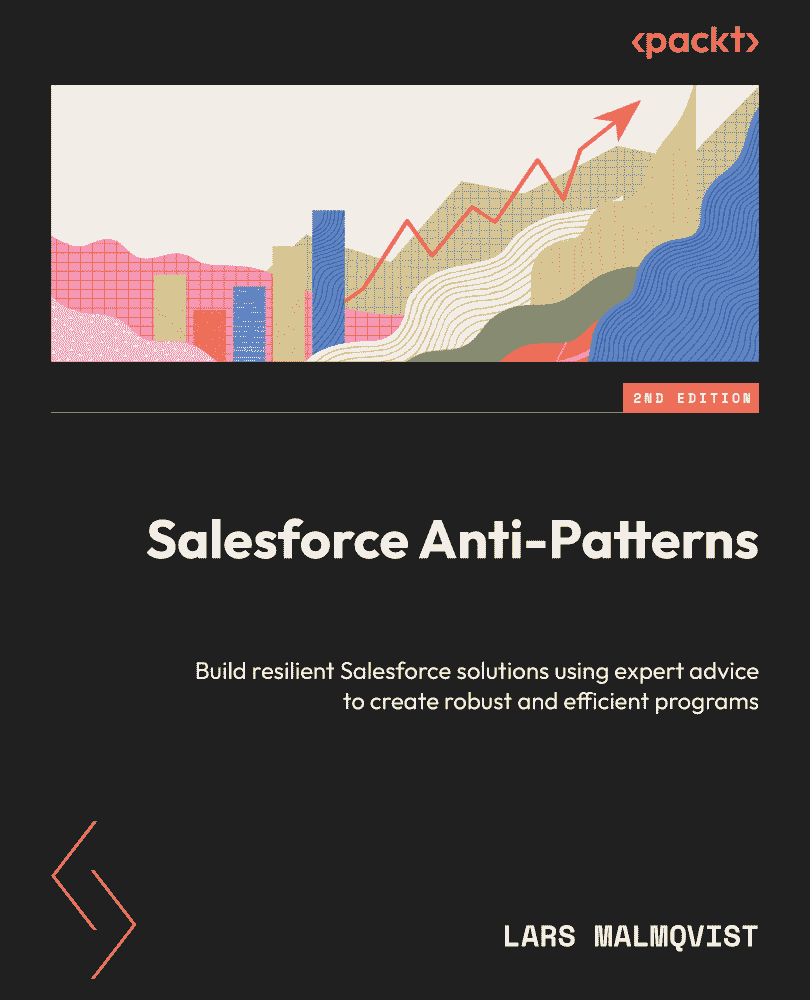 <packt>
2ND EDITION
Salesforce Anti-Patterns
Build resilient Salesforce solutions using expert advice
to create robust and efficient programs
LARS MALMQVIST